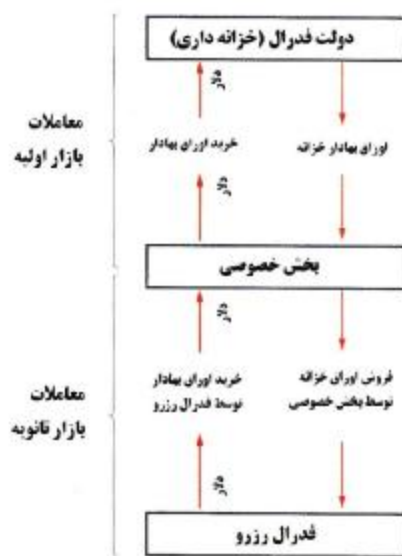 دولت فدرال (خزانه داری)
دلار
معاملات
بازار اولیه
خرید اوراق بهادار
اوراق بهادار خزانه
دلار
بخش خصوصی
دلار
معاملات
بازار ثانویه
خرید اوراق بهادار
توسط فدرال رزرو
فروش اوراق خزانه
توسط بخش خصوصی
دلار
فدرال رزرو